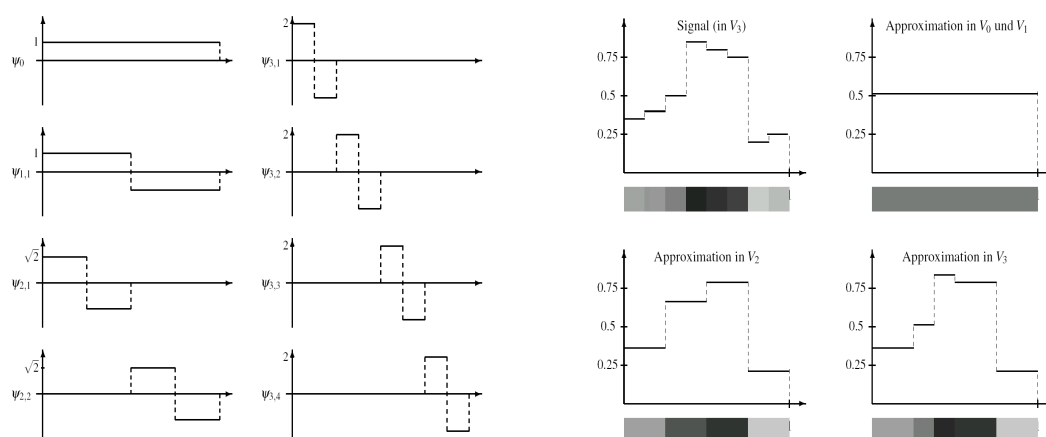 1
ψ0
2
ψ3,1
1
ψ1,1
2
ψ3,2
√2
ψ2,1
2
ψ3,3
√2
ψ2,2
2
ψ3,4
Signal (in V3)
0.75
0.5
0.25
Approximation in V0 und V1
0.75
0.5
0.25
Approximation in V2
0.75
0.5
0.25
Approximation in V3
0.75
0.5
0.25